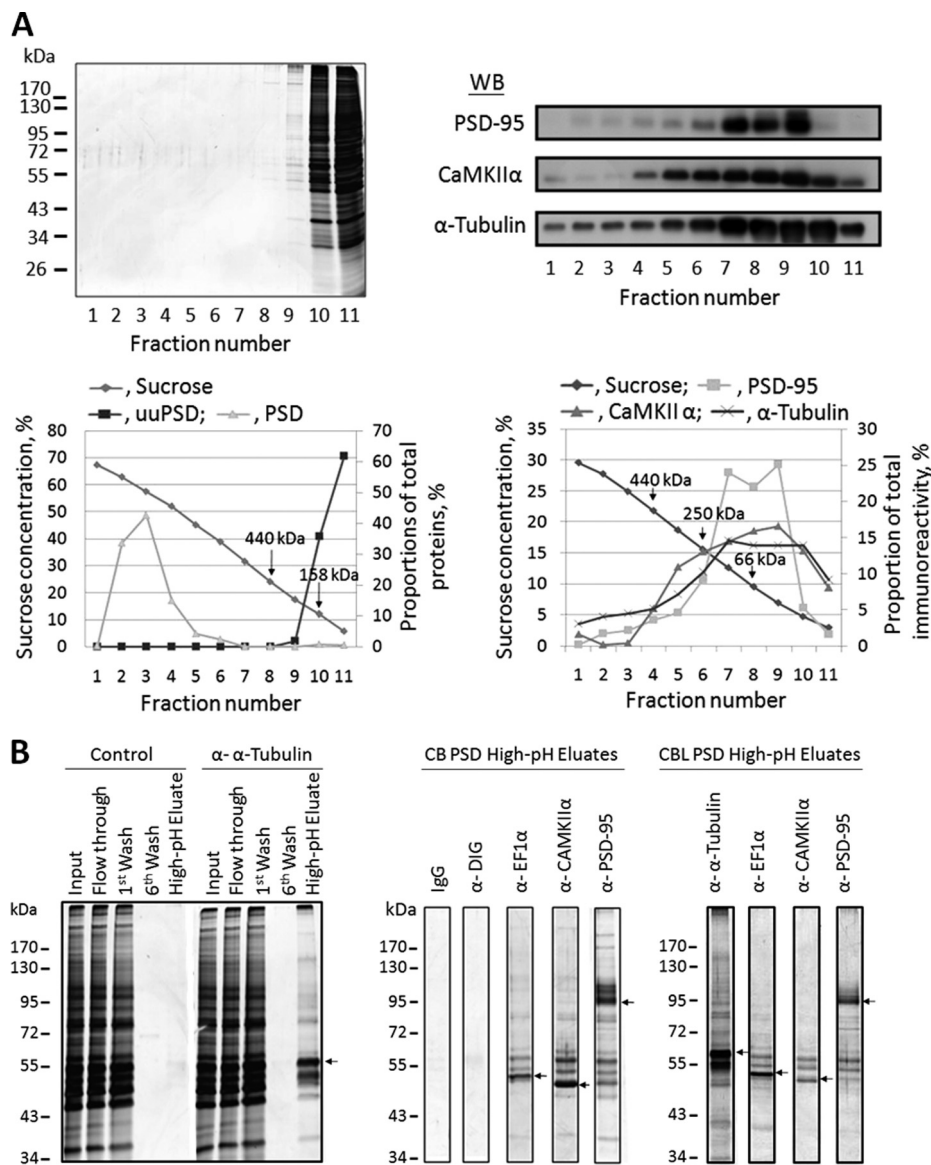 A
kDa
170
130
95
72
55
43
34
26
1 2 3 4 5 6 7 8 9 10 11
Fraction number
WB
PSD-95
CaMKIIα
α-Tubulin
1 2 3 4 5 6 7 8 9 10 11
Fraction number
, Sucrose
, uuPSD; , PSD
Sucrose concentration, %
80
70
60
50
40
30
20
10
0
440 kDa
158 kDa
70
60
50
40
30
20
10
0
Proportions of total
proteins, %
1 2 3 4 5 6 7 8 9 10 11
Fraction number
, Sucrose; , PSD-95
, CaMKII α; , α-Tubulin
Sucrose concentration, %
35
30
25
20
15
10
5
0
440 kDa
250 kDa
66 kDa
30
25
20
15
10
5
0
Proportion of total
immunoreactivity, %
1 2 3 4 5 6 7 8 9 10 11
Fraction number
B
Control
α- α-Tubulin
Input
Flow through
1st Wash
6th Wash
High-pH Eluate
Input
Flow through
1st Wash
6th Wash
High-pH Eluate
kDa
170
130
95
72
55
43
34
CB PSD High-pH Eluates
IgG
α- DIG
α- EF1α
α- CAMKIIα
α- PSD-95
kDa
170
130
95
72
55
43
34
CBL PSD High-pH Eluates
α- α-Tubulin
α- EF1α
α- CAMKIIα
α- PSD-95
170
130
95
72
55
43
34